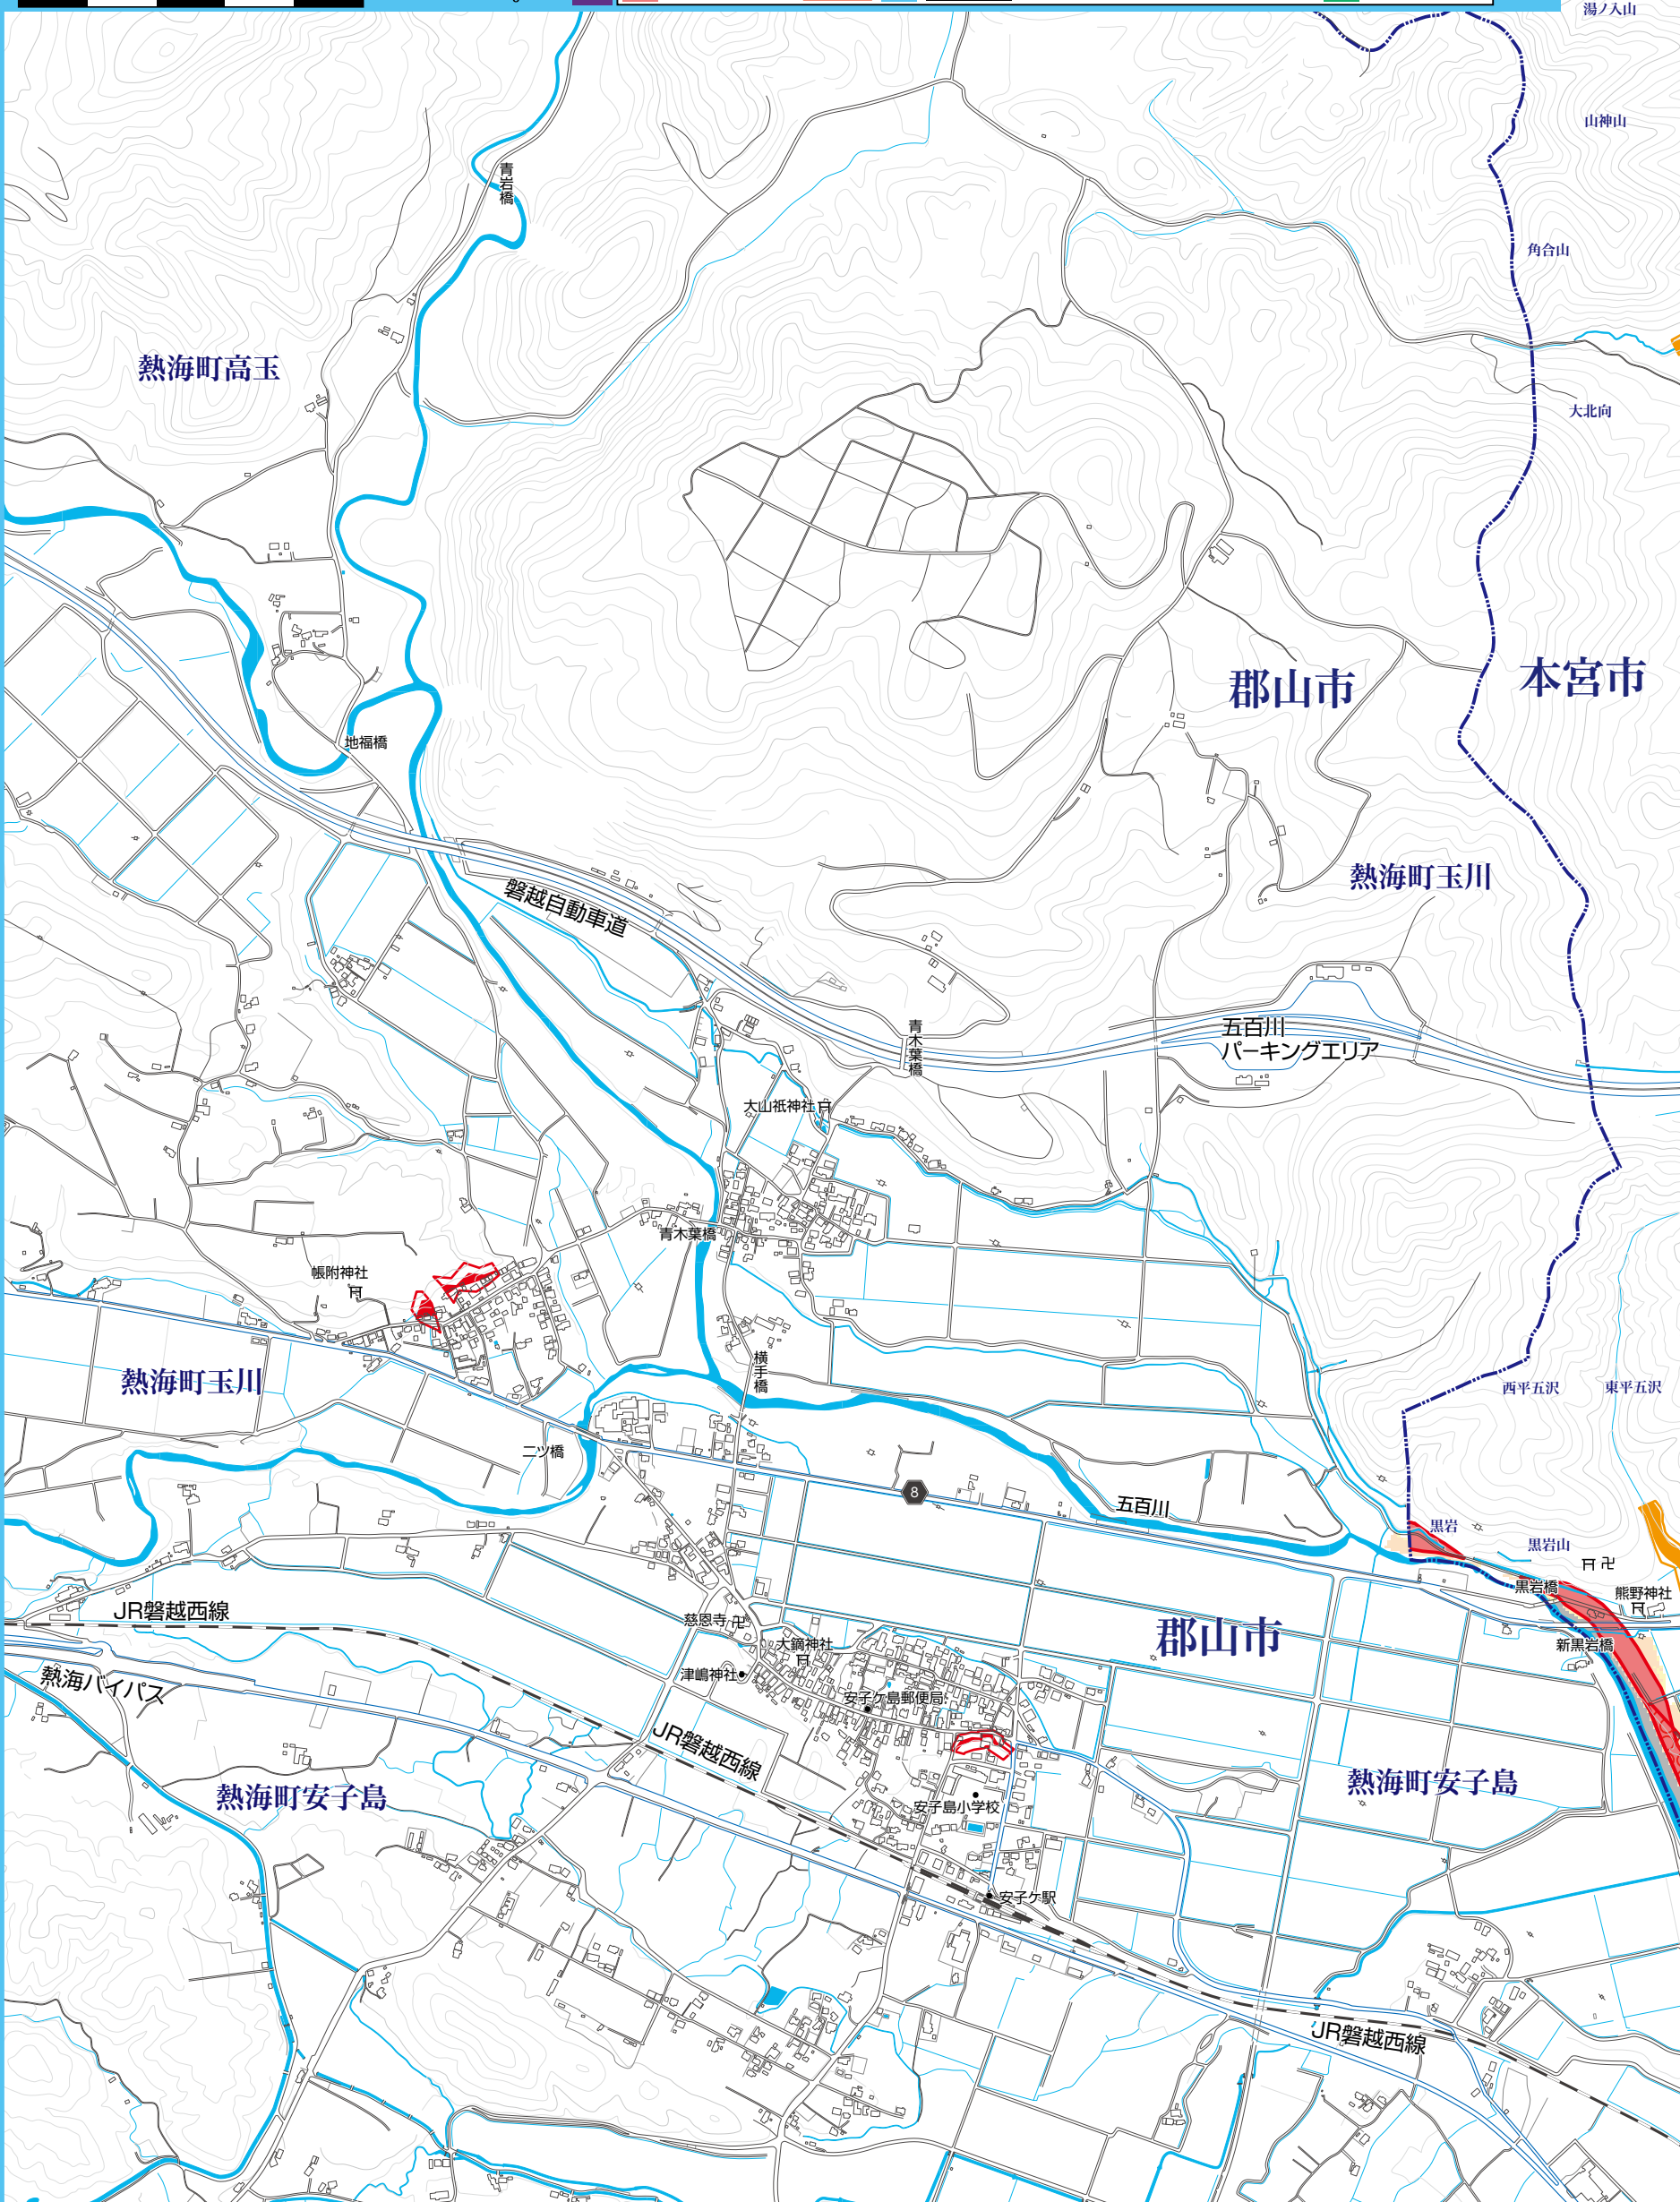 湯ノ入山
山神山
青岩橋
角合山
熱海町高玉
大北向
郡山市
本宮市
地福橋
熱海町玉川
磐越自動車道
五百川
パーキングエリア
青木葉橋
大山祇神社
青木葉橋
帳附神社
熱海町玉川
横手橋
西平五沢
東平五沢
二ツ橋
8
五百川
黒岩
黒岩山
黒岩橋
熊野神社
JR磐越西線
慈恩寺
大鏑神社
郡山市
新黒岩橋
津嶋神社
熱海バイパス
安子ケ島郵便局
JR磐越西線
熱海町安子島
熱海町安子島
安子島小学校
安子ケ駅
JR磐越西線